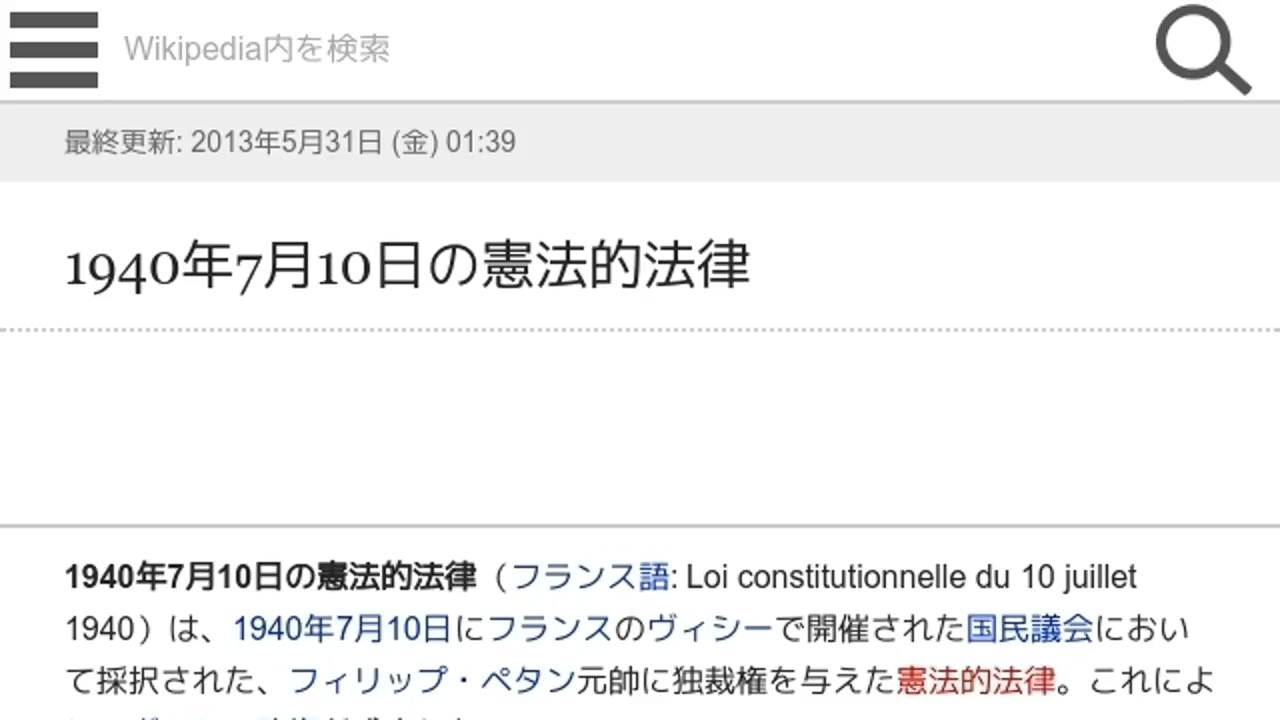 Wikipedia内を検索
最終更新: 2013年5月31日 (金) 01:39
1940年7月10日の憲法的法律
1940年7月10日の憲法的法律（フランス語: Loi constitutionnelle du 10 juillet
1940）は、1940年7月10日にフランスのヴィシーで開催された国民議会におい
て採択された、フィリップ・ペタン元帥に独裁権を与えた憲法的法律。これによ